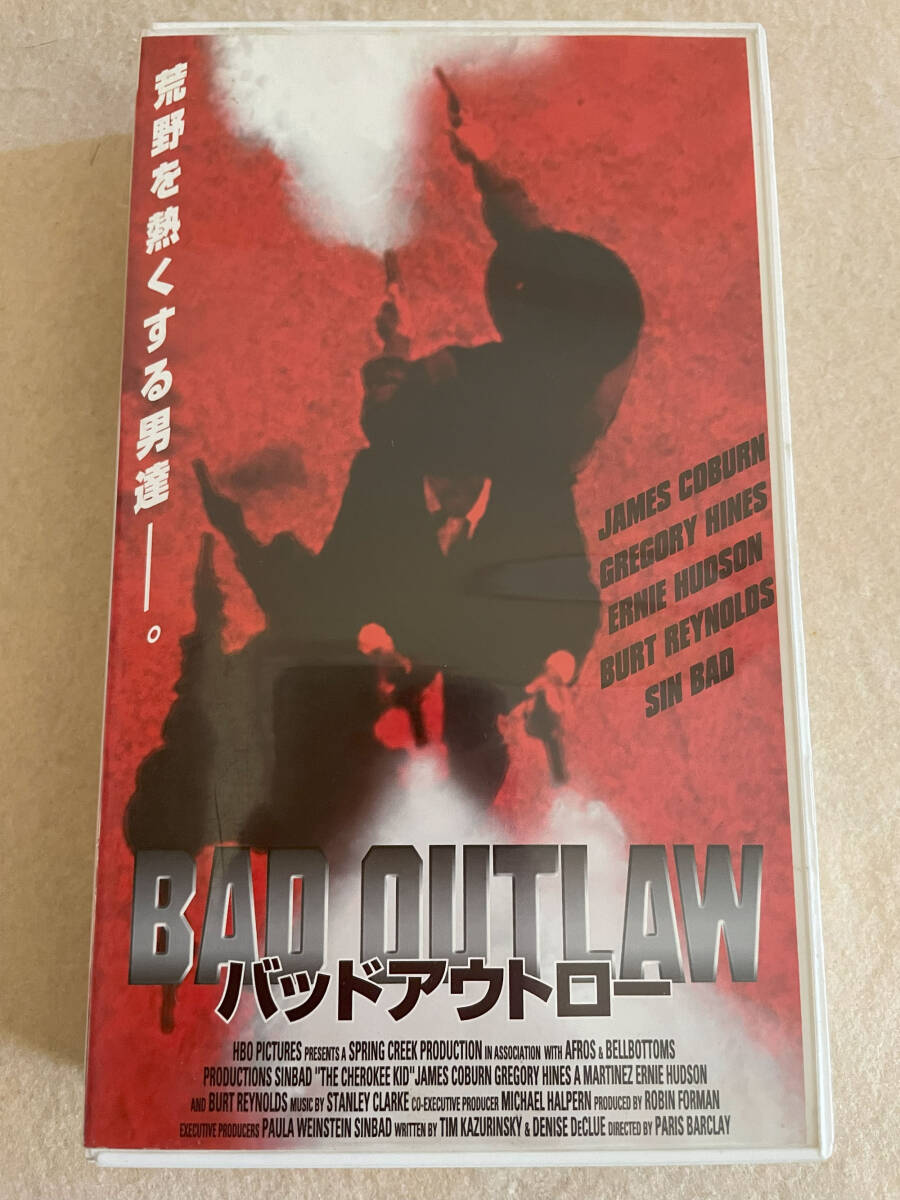 荒野を熱くする男達──。
JAMES COBURN
GREGORY HINES
ERNIE HUDSON
BURT REYNOLDS
SIN BAD
BAD OUTLAW
バッドアウトロー
HBO PICTURES PRESENTS A SPRING CREEK PRODUCTION IN ASSOCIATION WITH AFROS & BELLBOTTOMS
PRODUCTIONS SINBAD "THE CHEROKEE KID" JAMES COBURN GREGORY HINES A MARTINEZ ERNIE HUDSON
AND BURT REYNOLDS MUSIC BY STANLEY CLARKE CO-EXECUTIVE PRODUCER MICHAEL HALPERN PRODUCED BY ROBIN FORMAN
EXECUTIVE PRODUCERS PAULA WEINSTEIN SINBAD WRITTEN BY TIM KAZURINSKY & DENISE DeCLUE DIRECTED BY PARIS BARCLAY